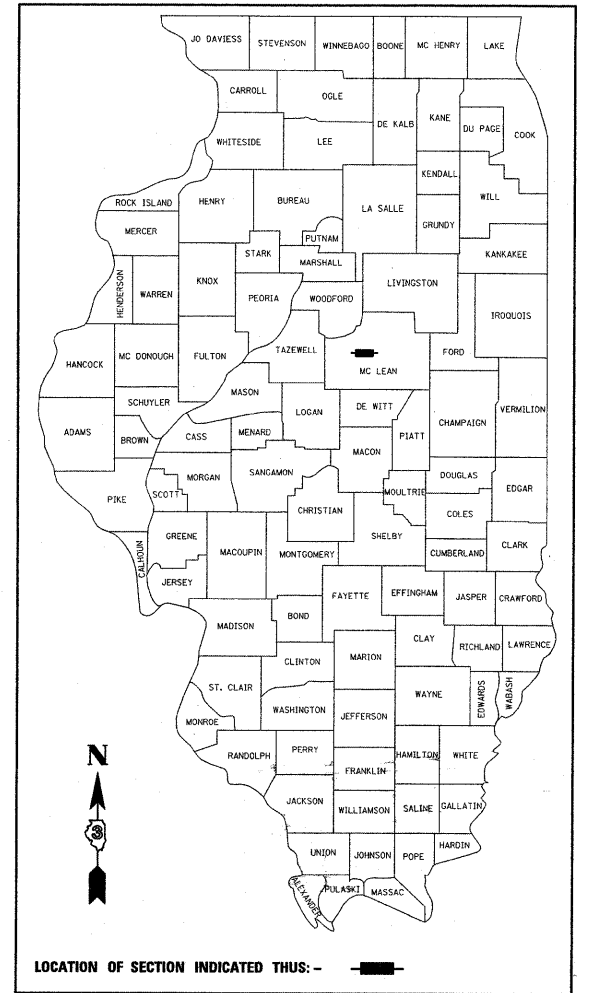 JO DAVIESS STEVENSON WINNEBAGO BOONE MC HENRY LAKE
CARROLL OGLE
DE KALB KANE DU PAGE COOK
WHITESIDE LEE
KENDALL
ROCK ISLAND HENRY BUREAU LA SALLE WILL
MERCER PUTNAM GRUNDY
STARK MARSHALL KANKAKEE
HENDERSON WARREN KNOX PEORIA WOODFORD LIVINGSTON
IROQUOIS
HANCOCK MC DONOUGH FULTON TAZEWELL MC LEAN FORD
SCHUYLER MASON
LOGAN DE WITT CHAMPAIGN VERMILION
ADAMS BROWN CASS MENARD MACON PIATT
PIKE SCOTT MORGAN SANGAMON MOULTRIE DOUGLAS EDGAR
CHRISTIAN COLES
GREENE MACOUPIN SHELBY
CALHOUN JERSEY MONTGOMERY CUMBERLAND CLARK
FAYETTE EFFINGHAM JASPER CRAWFORD
MADISON BOND
CLAY RICHLAND LAWRENCE
CLINTON MARION
ST. CLAIR WAYNE EDWARDS WABASH
WASHINGTON JEFFERSON
MONROE
RANDOLPH PERRY HAMILTON WHITE
FRANKLIN
JACKSON WILLIAMSON SALINE GALLATIN
UNION JOHNSON POPE HARDIN
ALEXANDER PULASKI MASSAC
N
LOCATION OF SECTION INDICATED THUS: -